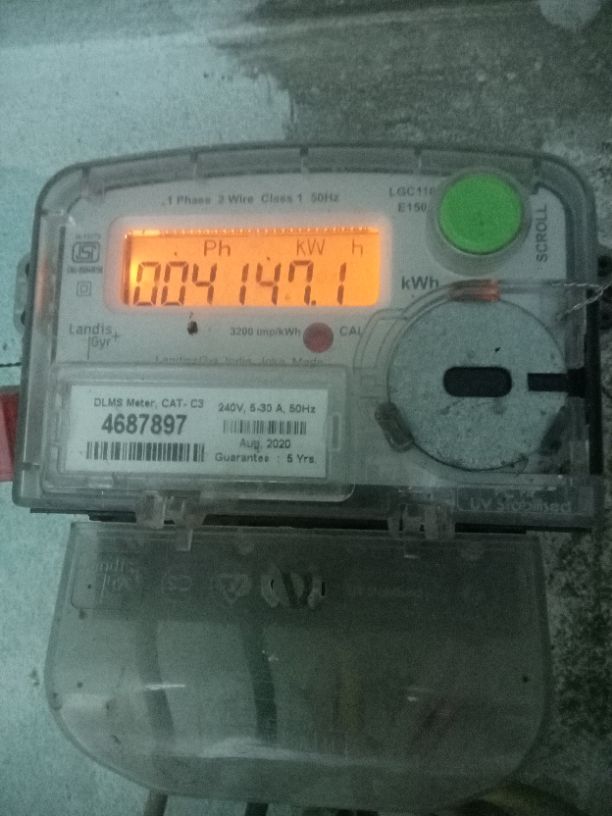 1 Phase 2 Wire Class 1 50Hz
LGC110
E150
SCROLL
Ph KW h
004147.1
kWh
Landis
Gyr+
3200 imp/kWh
CAL
DLMS Meter, CAT- C3
4687897
240V, 5-30 A, 50Hz
Aug. 2020
Guarantee : 5 Yrs.